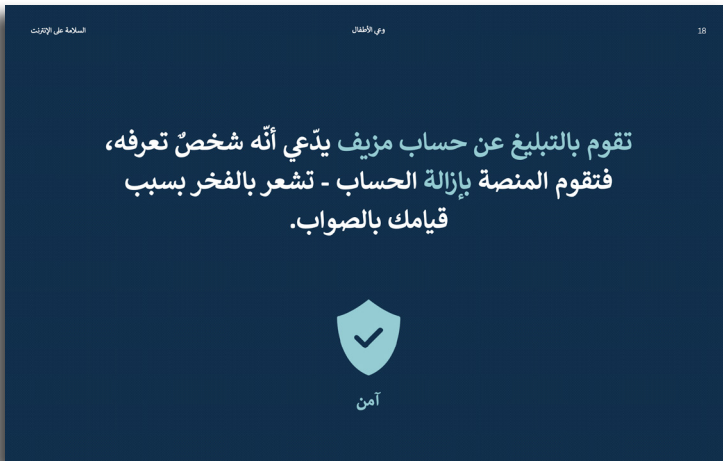 18
وعي الأطفال
السلامة على الإنترنت
تقوم بالتبليغ عن حساب مزيف يدّعي أنّه شخصٌ تعرفه،
فتقوم المنصة بإزالة الحساب - تشعر بالفخر بسبب
قيامك بالصواب.
آمن